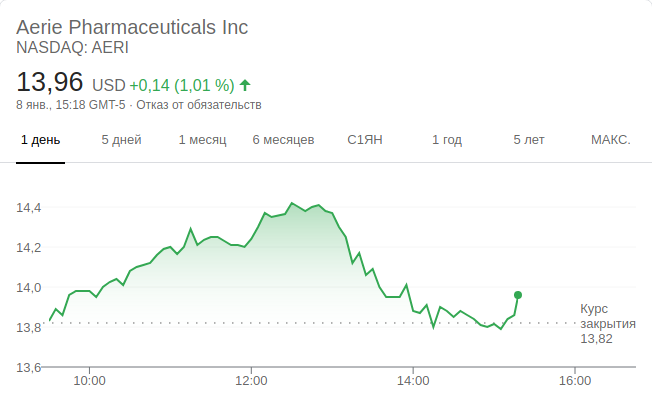 Aerie Pharmaceuticals Inc
NASDAQ: AERI
13,96 USD +0,14 (1,01 %)
8 янв., 15:18 GMT-5 · Отказ от обязательств
1 день 5 дней 1 месяц 6 месяцев С1ЯН 1 год 5 лет МАКС.
14,4
14,2
14,0
13,8
13,6
Курс
закрытия
13,82
10:00 12:00 14:00 16:00